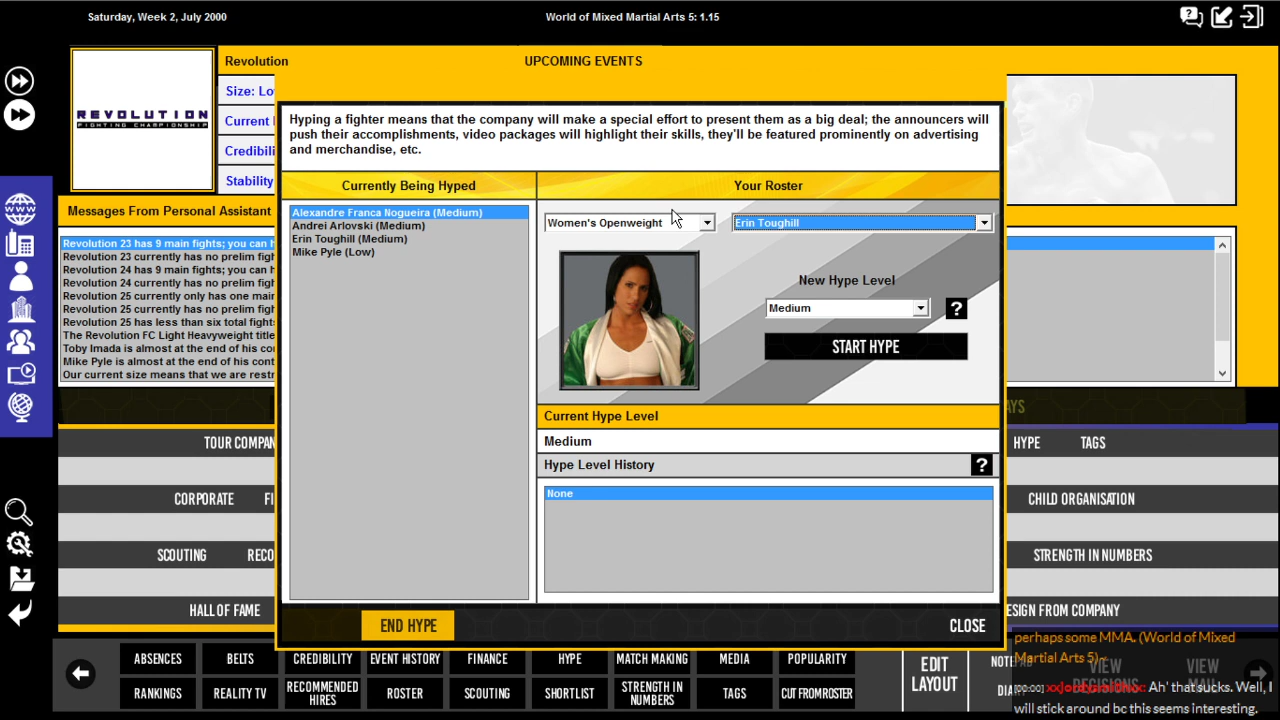 Saturday, Week 2, July 2000
World of Mixed Martial Arts 5: 1.15
REVOLUTION
FIGHTING CHAMPIONSHIP
Revolution
UPCOMING EVENTS
Size: Lo
Current
Credibili
Stability
Hyping a fighter means that the company will make a special effort to present them as a big deal; the announcers will
push their accomplishments, video packages will highlight their skills, they'll be featured prominently on advertising
and merchandise, etc.
Currently Being Hyped
Your Roster
Alexandre Franca Nogueira (Medium)
Andrei Arlovski (Medium)
Erin Toughill (Medium)
Mike Pyle (Low)
Women's Openweight
Erin Toughill
New Hype Level
Medium
?
START HYPE
Current Hype Level
Medium
Hype Level History
?
None
END HYPE
CLOSE
Messages From Personal Assistant
Revolution 23 has 9 main fights; you can h
Revolution 23 currently has no prelim figh
Revolution 24 has 9 main fights; you can h
Revolution 24 currently has no prelim figh
Revolution 25 currently only has one main
Revolution 25 currently has no prelim figh
Revolution 25 has less than six total fight
The Revolution FC Light Heavyweight title
Toby Imada is almost at the end of his co
Mike Pyle is almost at the end of his cont
Our current size means that we are restr
WWW
AYS
TOUR COMPAN
HYPE
TAGS
CORPORATE
FI
CHILD ORGANISATION
SCOUTING
RECO
STRENGTH IN NUMBERS
HALL OF FAME
ESIGN FROM COMPANY
ABSENCES
BELTS
CREDIBILITY
EVENT HISTORY
FINANCE
HYPE
MATCH MAKING
MEDIA
POPULARITY
RANKINGS
REALITY TV
RECOMMENDED
HIRES
ROSTER
SCOUTING
SHORTLIST
STRENGTH IN
NUMBERS
TAGS
CUT FROM ROSTER
EDIT
LAYOUT
VIEW
DECISIONS
VIEW
MAIL
perhaps some MMA. (World of Mixed
Martial Arts 5)~
Ah' that sucks. Well, I
will stick around bc this seems interesting.